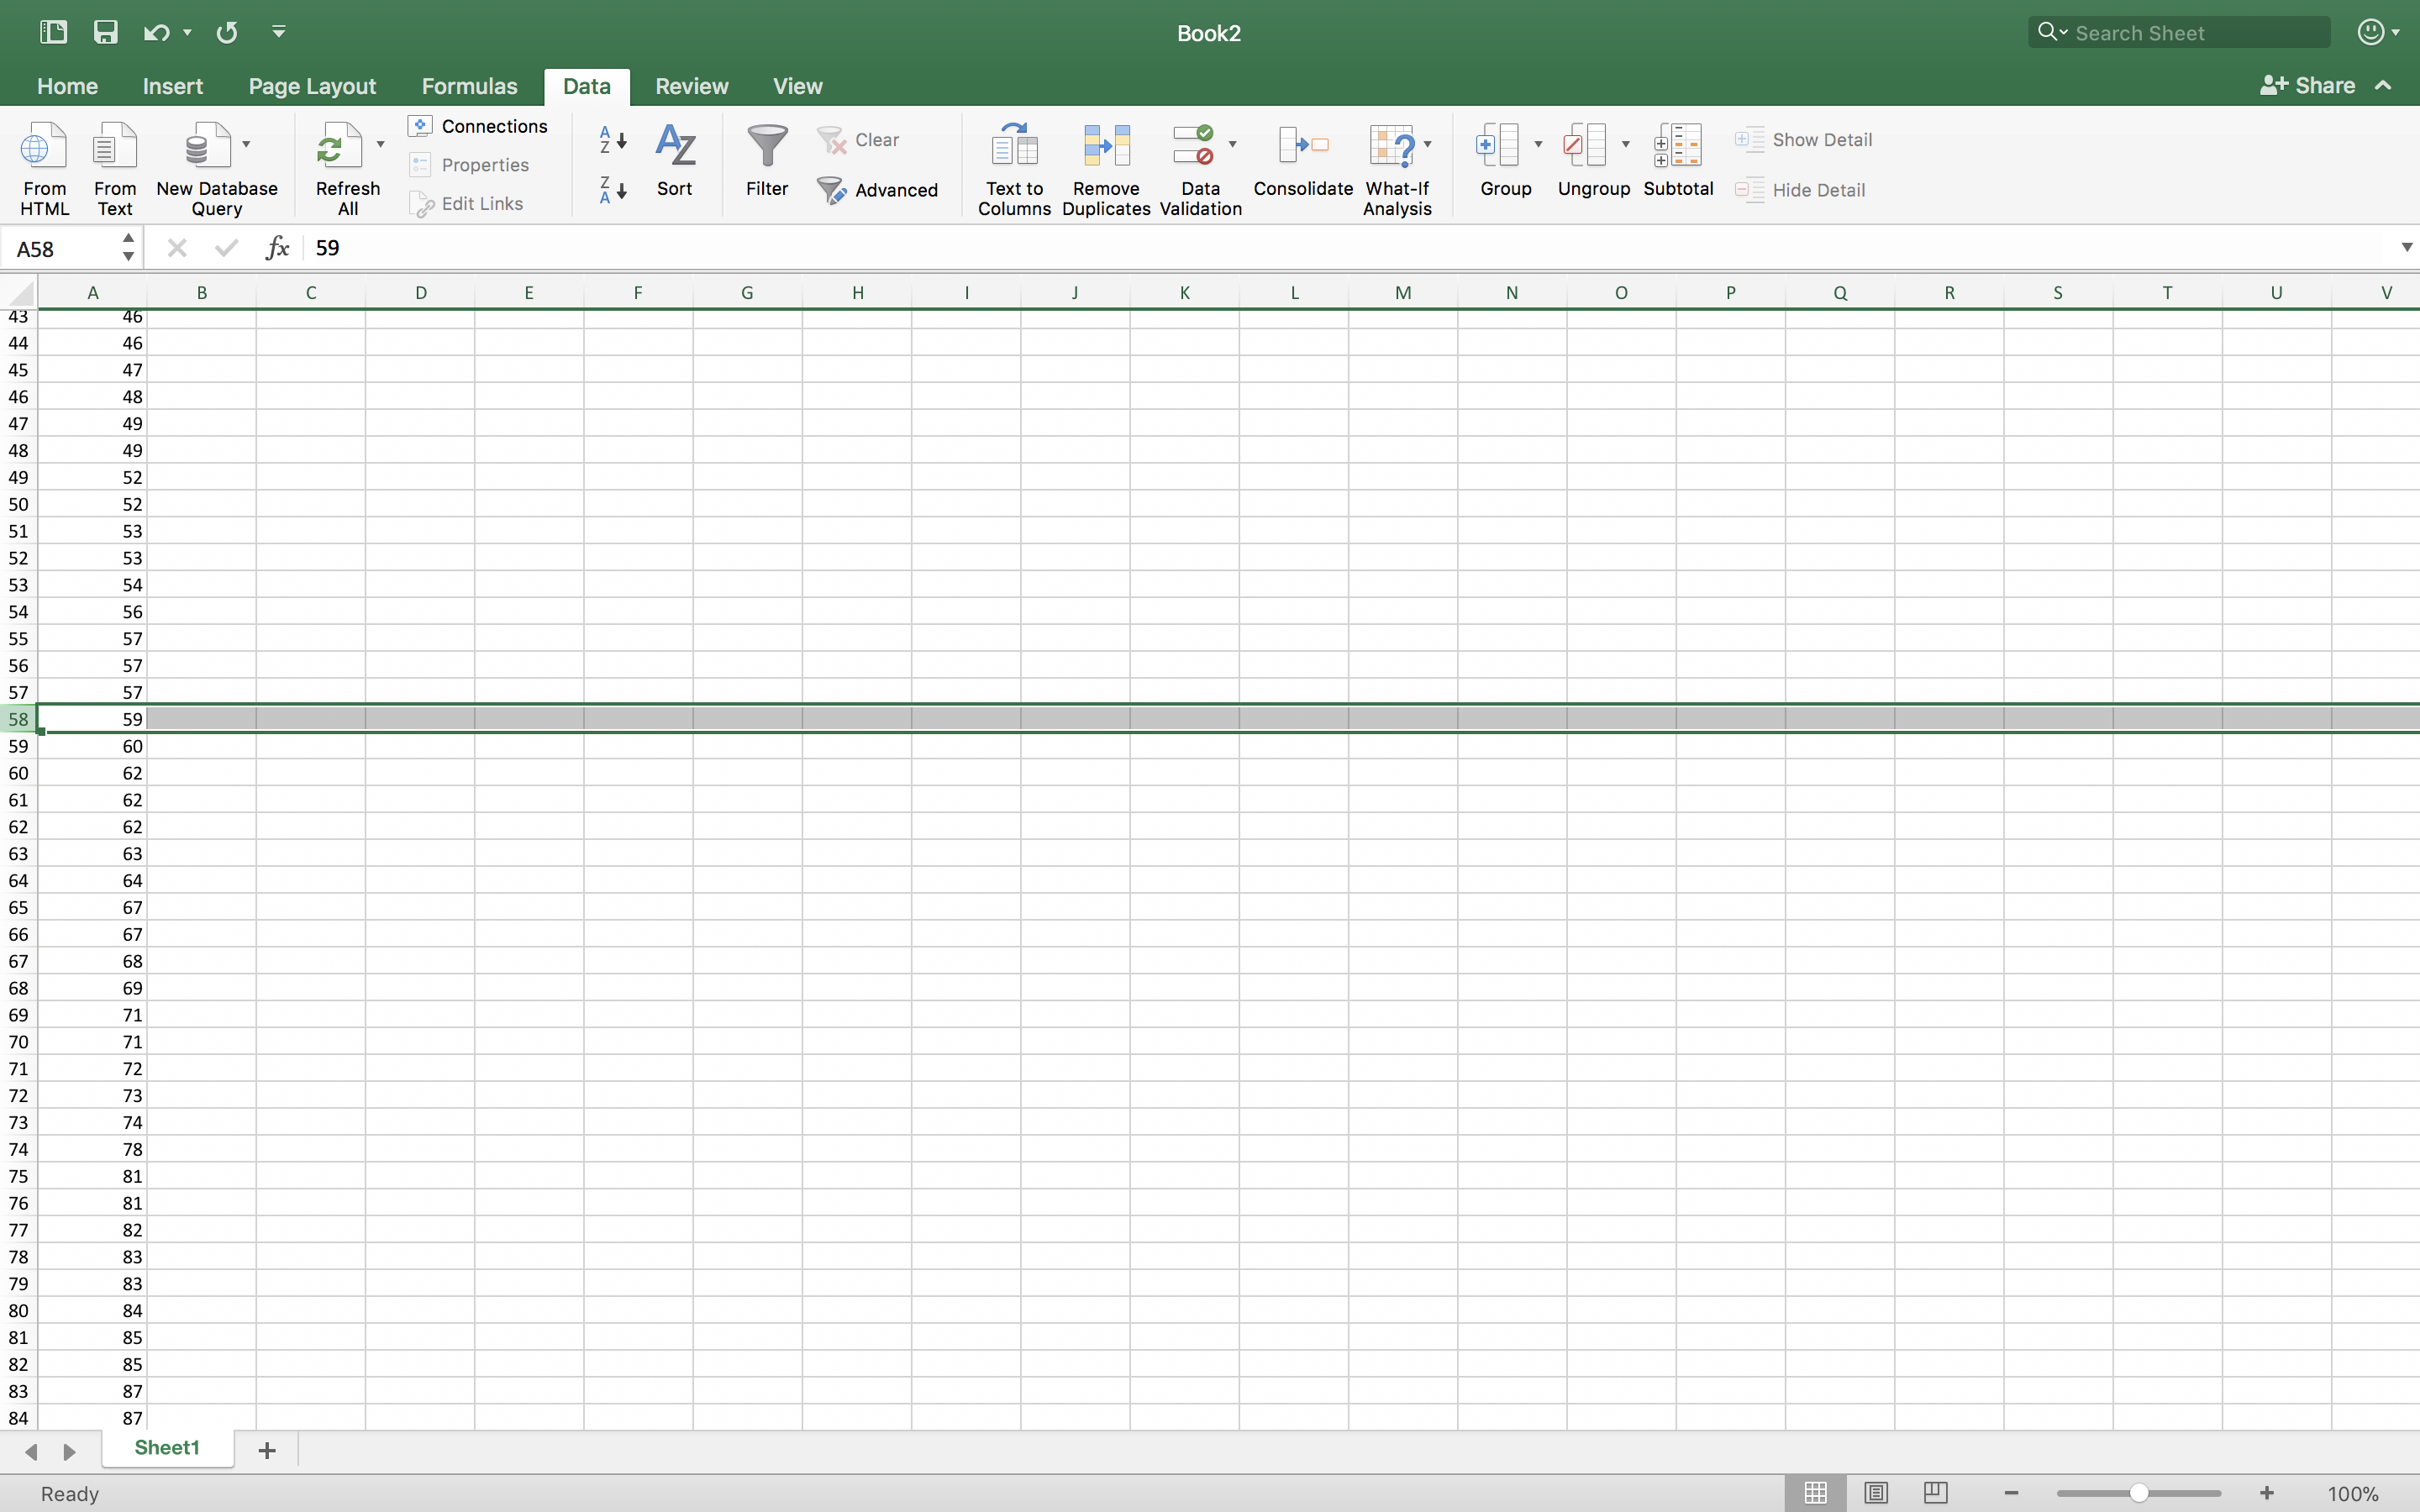 Book2
Search Sheet
Home Insert Page Layout Formulas Data Review View Share
From HTML
From Text
New Database Query
Refresh All
Connections
Properties
Edit Links
A Z
Z A
AZ Sort
Filter
Clear
Advanced
Text to Columns
Remove Duplicates
Data Validation
Consolidate
What-If Analysis
Group
Ungroup
Subtotal
Show Detail
Hide Detail
A58 fx 59
A B C D E F G H I J K L M N O P Q R S T U V
43 46
44 46
45 47
46 48
47 49
48 49
49 52
50 52
51 53
52 53
53 54
54 56
55 57
56 57
57 57
58 59
59 60
60 62
61 62
62 62
63 63
64 64
65 67
66 67
67 68
68 69
69 71
70 71
71 72
72 73
73 74
74 78
75 81
76 81
77 82
78 83
79 83
80 84
81 85
82 85
83 87
84 87
Sheet1 +
Ready 100%